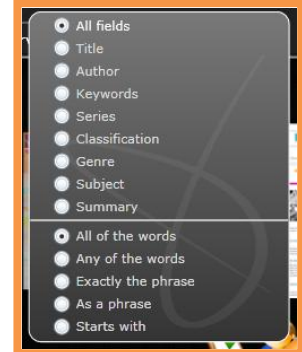 All fields
Title
Author
Keywords
Series
Classification
Genre
Subject
Summary
All of the words
Any of the words
Exactly the phrase
As a phrase
Starts with